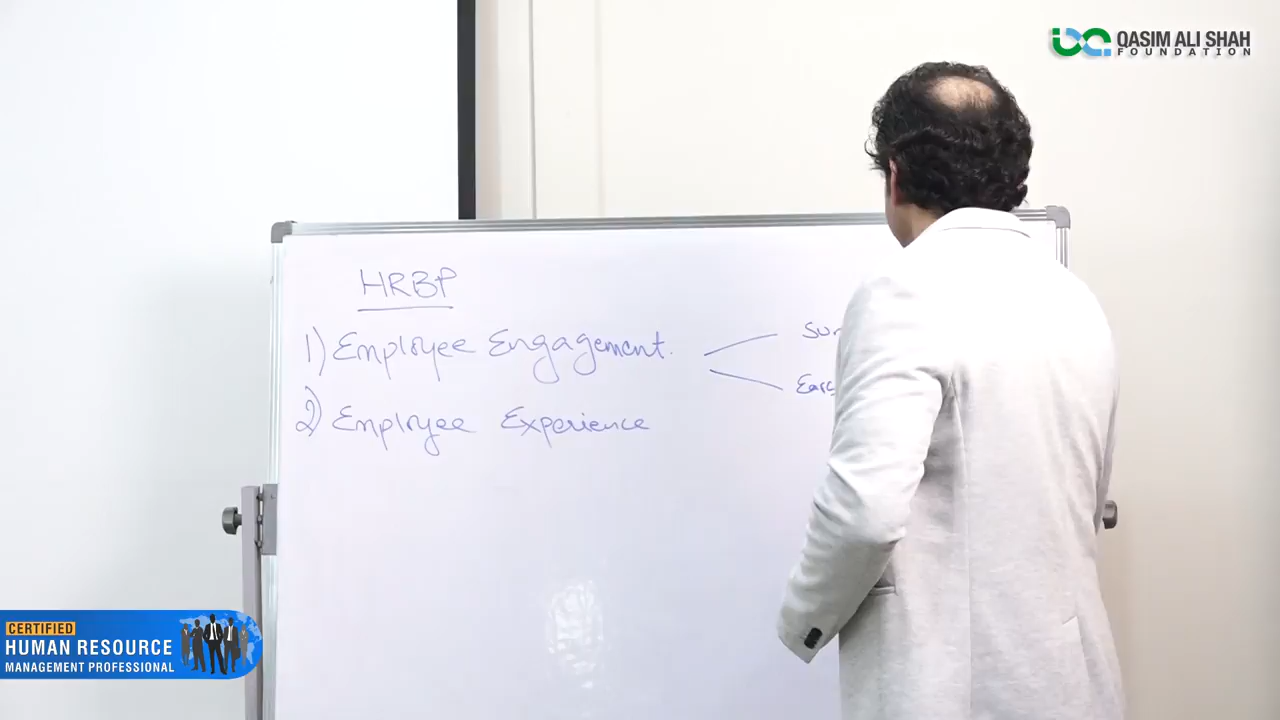 QASIM ALI SHAH
FOUNDATION
HRBP
1) Employee Engagement.
2) Employee Experience
CERTIFIED
HUMAN RESOURCE
MANAGEMENT PROFESSIONAL